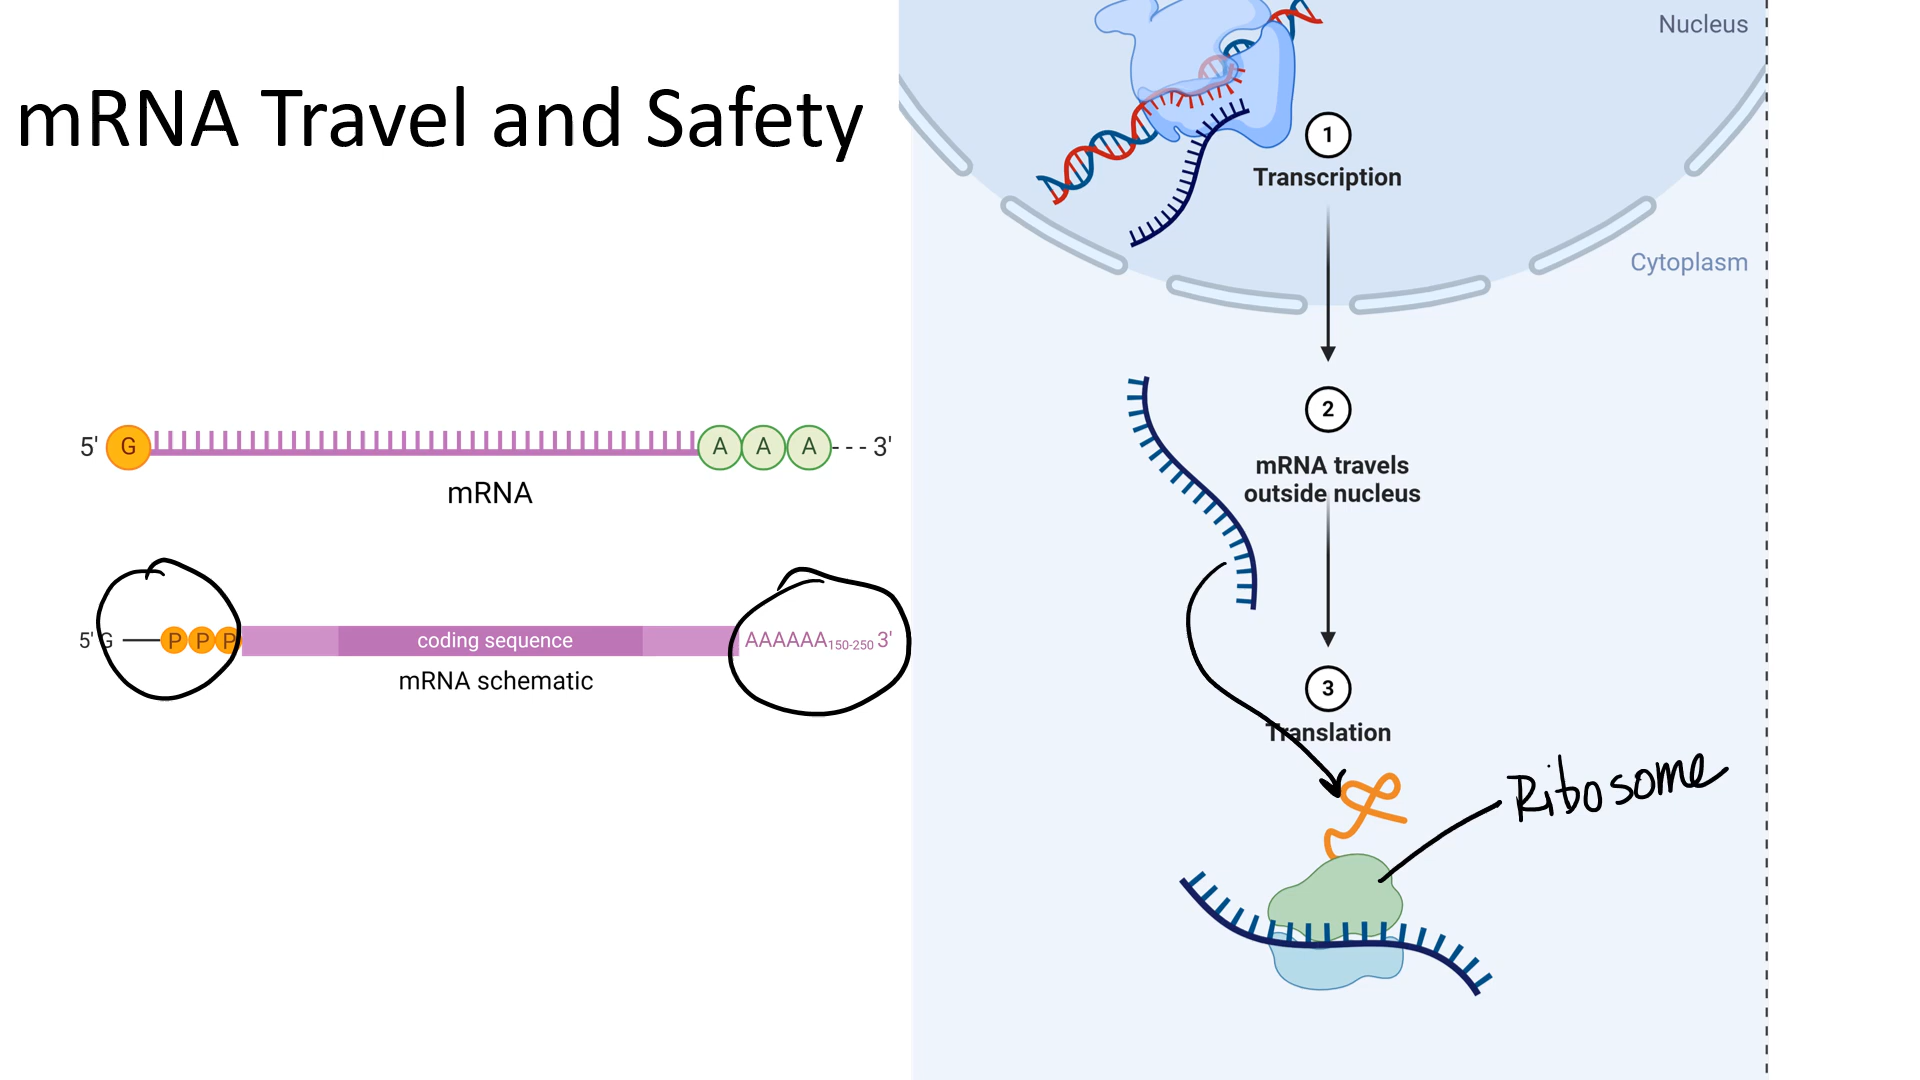 mRNA Travel and Safety
5' G A A A - - - 3'
mRNA
5' G P P P coding sequence AAAAAA150-250 3'
mRNA schematic
Nucleus
1
Transcription
Cytoplasm
2
mRNA travels
outside nucleus
3
Translation
Ribosome